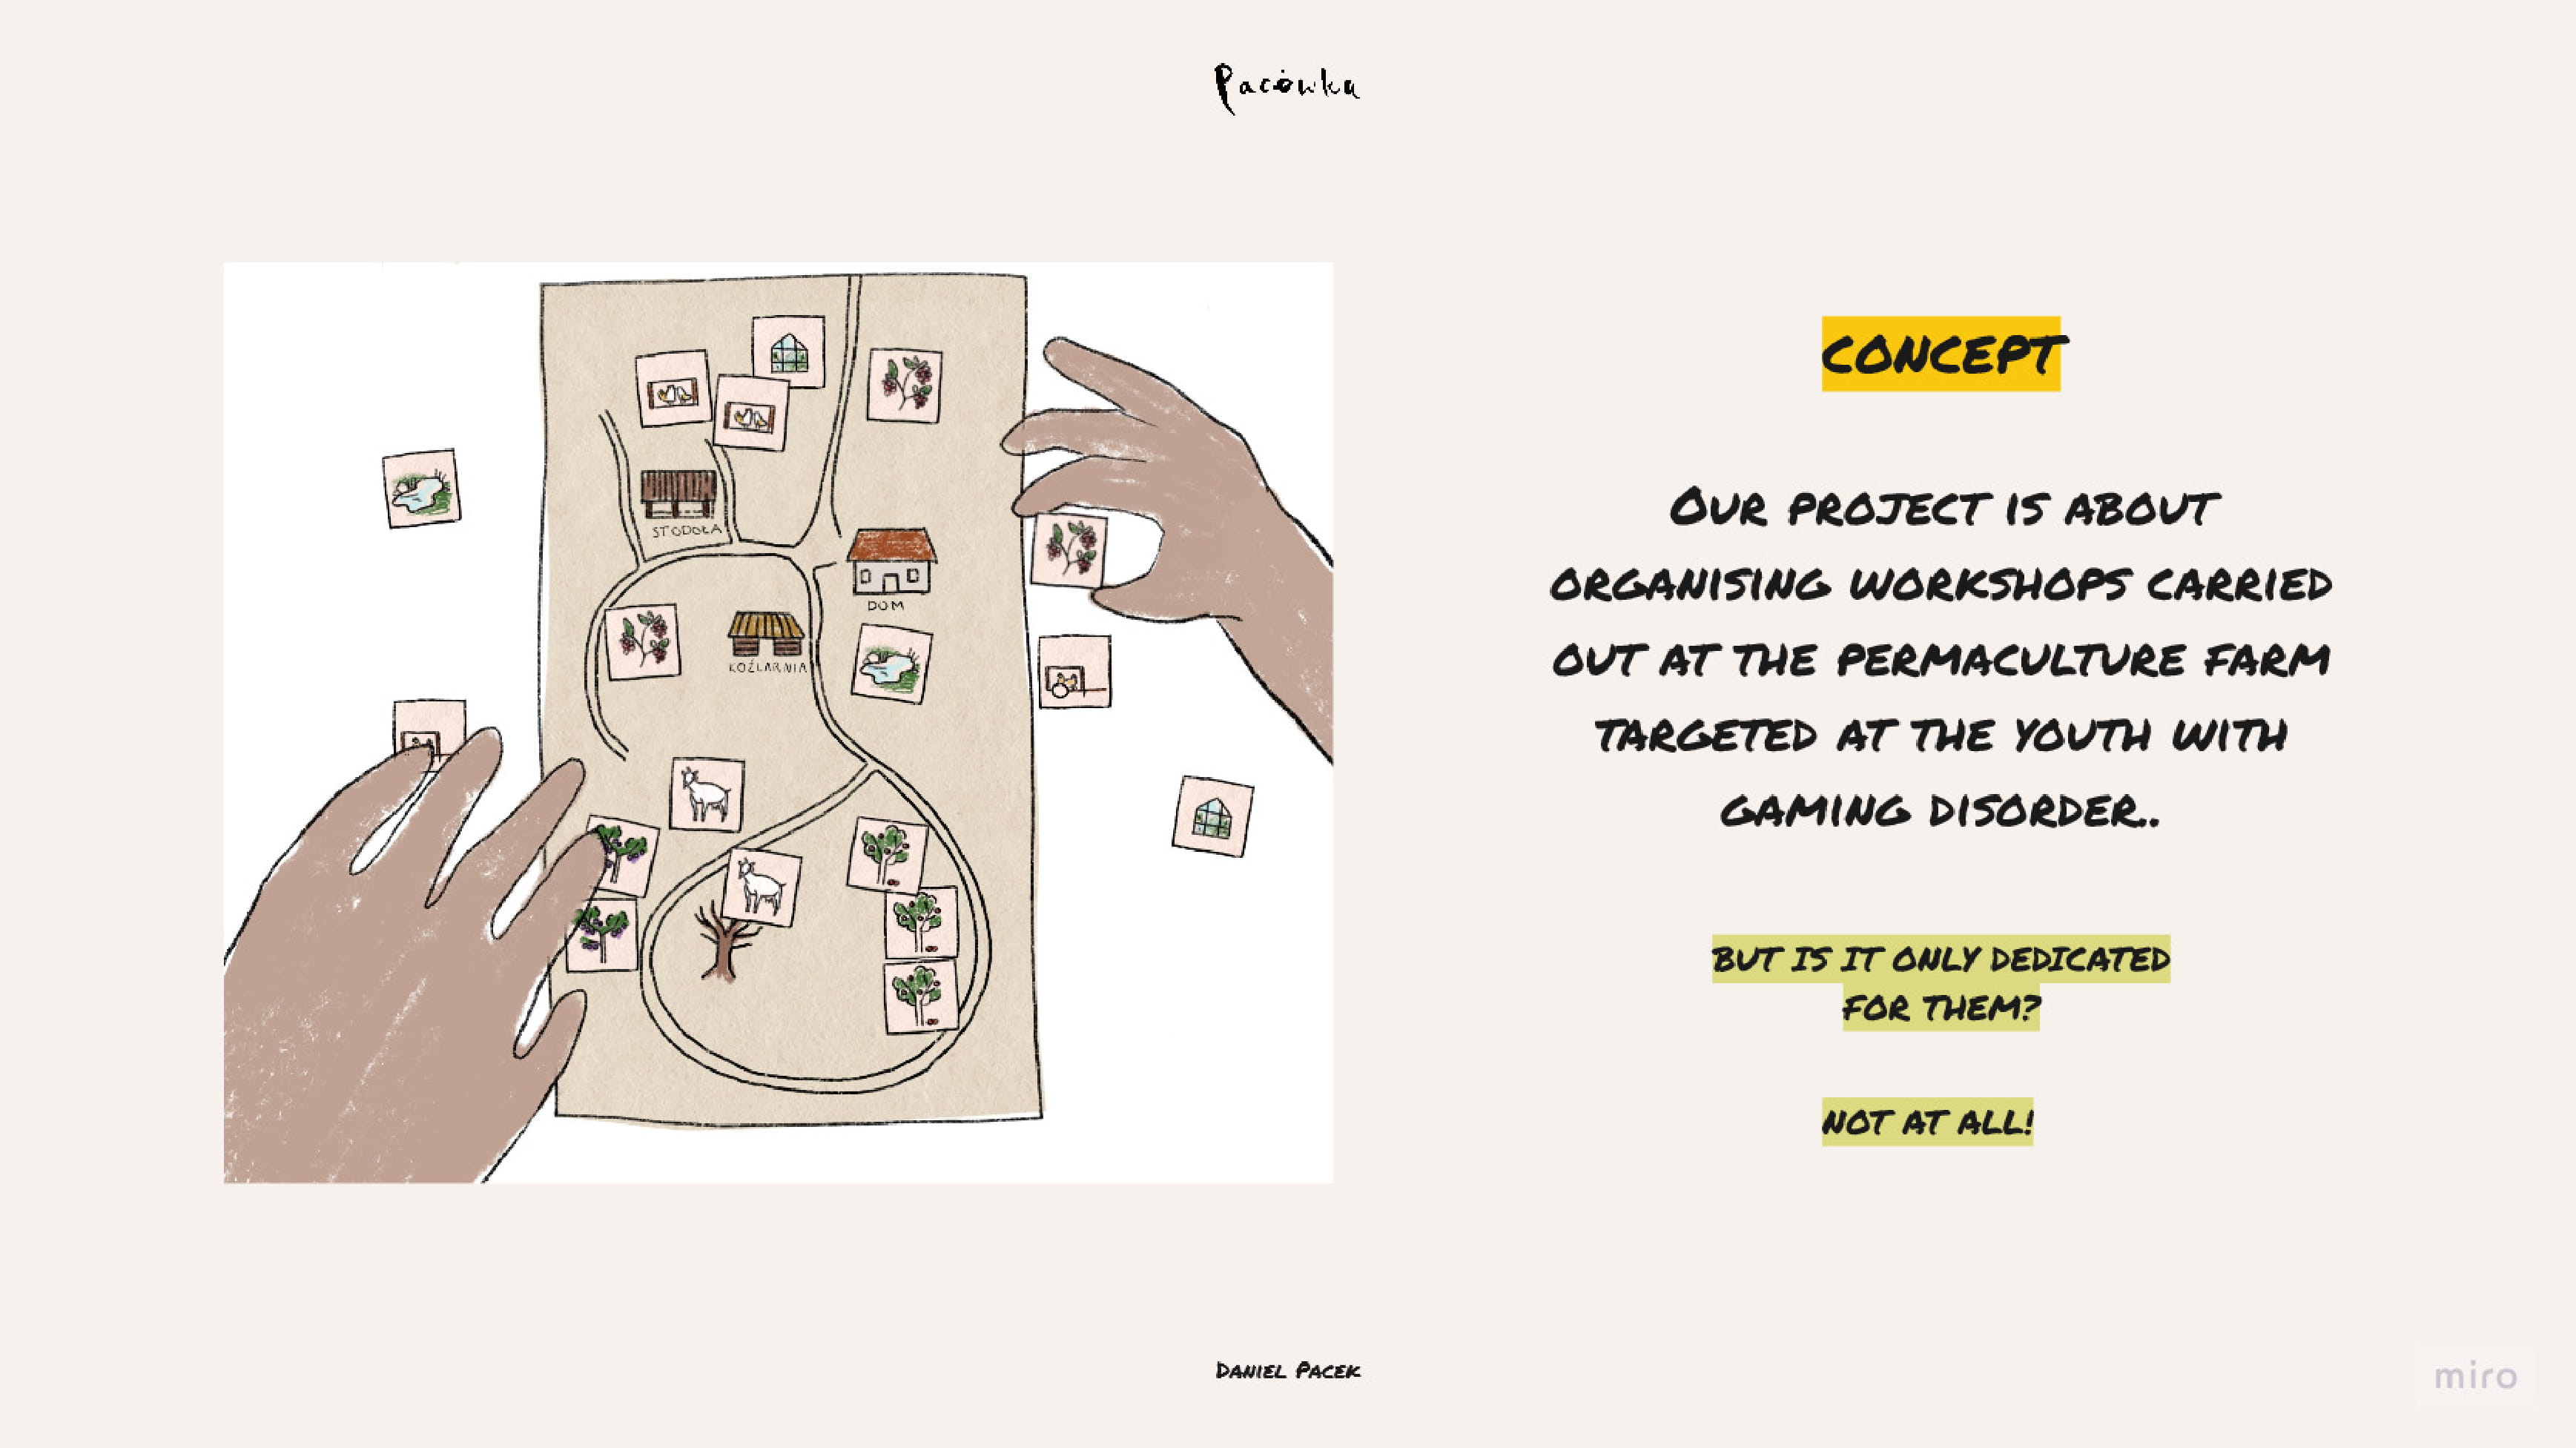 Pacówka
STODOŁA
DOM
KOŹLARNIA
CONCEPT
OUR PROJECT IS ABOUT
ORGANISING WORKSHOPS CARRIED
OUT AT THE PERMACULTURE FARM
TARGETED AT THE YOUTH WITH
GAMING DISORDER..
BUT IS IT ONLY DEDICATED
FOR THEM?
NOT AT ALL!
DANIEL PACEK
miro